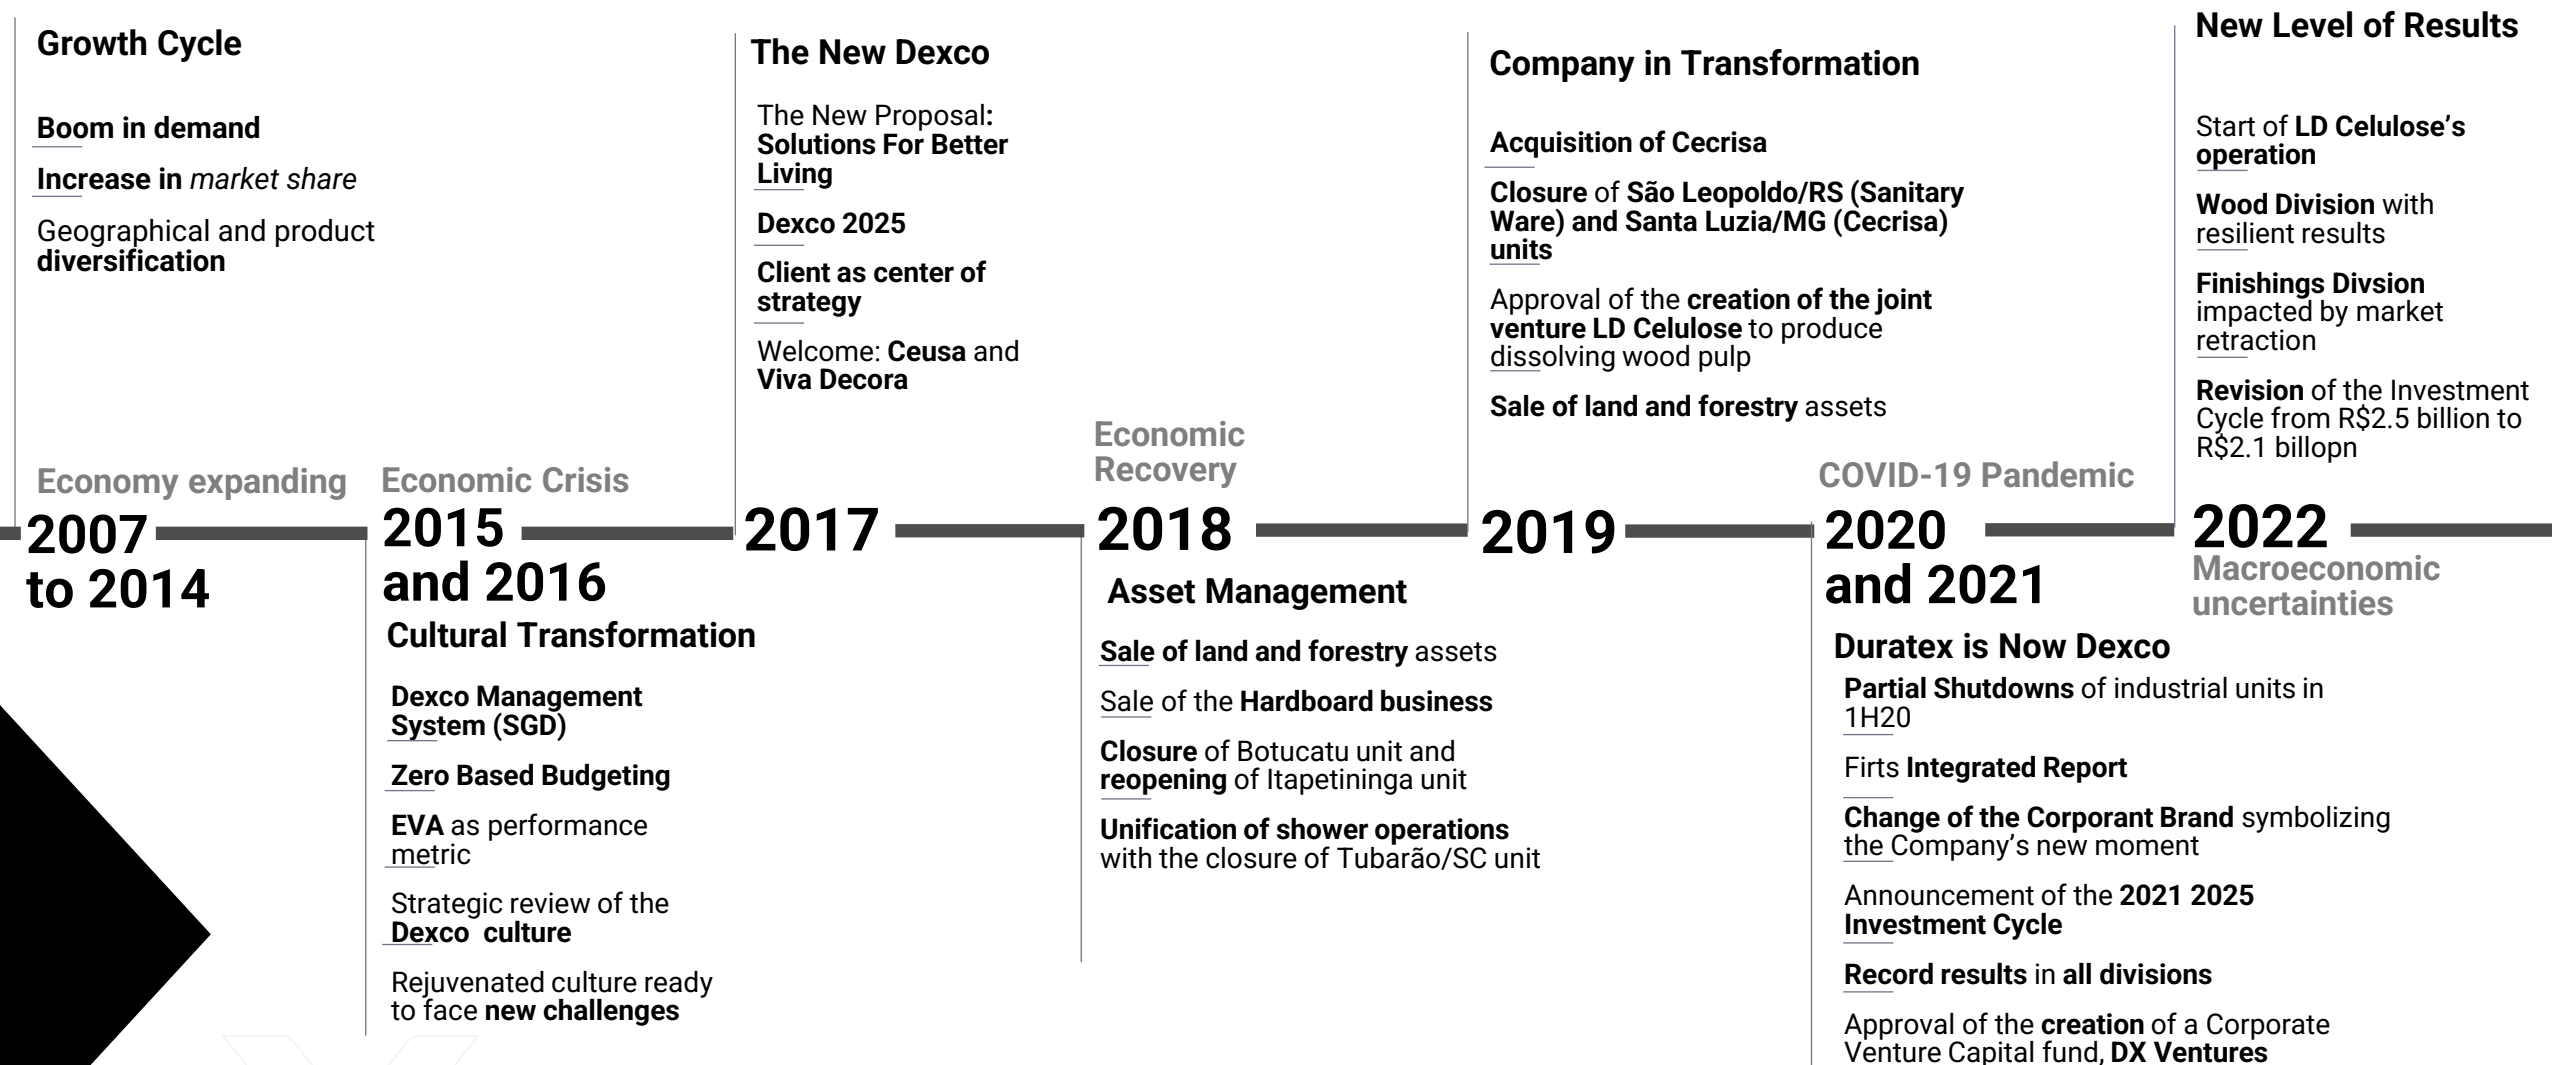 Growth Cycle
Boom in demand
Increase in market share
Geographical and product
diversification
Economy expanding
2007
to 2014
Economic Crisis
2015
and 2016
Cultural Transformation
Dexco Management
System (SGD)
Zero Based Budgeting
EVA as performance
metric
Strategic review of the
Dexco culture
Rejuvenated culture ready
to face new challenges
The New Dexco
The New Proposal:
Solutions For Better
Living
Dexco 2025
Client as center of
strategy
Welcome: Ceusa and
Viva Decora
2017
Economic
Recovery
2018
Asset Management
Sale of land and forestry assets
Sale of the Hardboard business
Closure of Botucatu unit and
reopening of Itapetininga unit
Unification of shower operations
with the closure of Tubarão/SC unit
Company in Transformation
Acquisition of Cecrisa
Closure of São Leopoldo/RS (Sanitary
Ware) and Santa Luzia/MG (Cecrisa)
units
Approval of the creation of the joint
venture LD Celulose to produce
dissolving wood pulp
Sale of land and forestry assets
2019
COVID-19 Pandemic
2020
and 2021
Duratex is Now Dexco
Partial Shutdowns of industrial units in
1H20
Firts Integrated Report
Change of the Corporant Brand symbolizing
the Company's new moment
Announcement of the 2021 2025
Investment Cycle
Record results in all divisions
Approval of the creation of a Corporate
Venture Capital fund, DX Ventures
New Level of Results
Start of LD Celulose's
operation
Wood Division with
resilient results
Finishings Divsion
impacted by market
retraction
Revision of the Investment
Cycle from R$2.5 billion to
R$2.1 billopn
2022
Macroeconomic
uncertainties